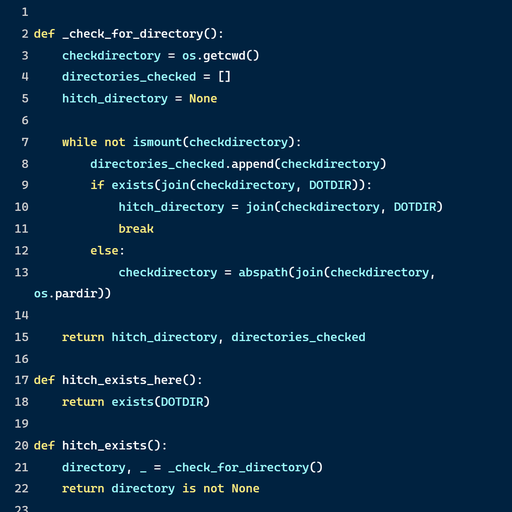 1
2 def _check_for_directory():
3     checkdirectory = os.getcwd()
4     directories_checked = []
5     hitch_directory = None
6
7     while not ismount(checkdirectory):
8         directories_checked.append(checkdirectory)
9         if exists(join(checkdirectory, DOTDIR)):
10             hitch_directory = join(checkdirectory, DOTDIR)
11             break
12         else:
13             checkdirectory = abspath(join(checkdirectory,
os.pardir))
14
15     return hitch_directory, directories_checked
16
17 def hitch_exists_here():
18     return exists(DOTDIR)
19
20 def hitch_exists():
21     directory, _ = _check_for_directory()
22     return directory is not None
23